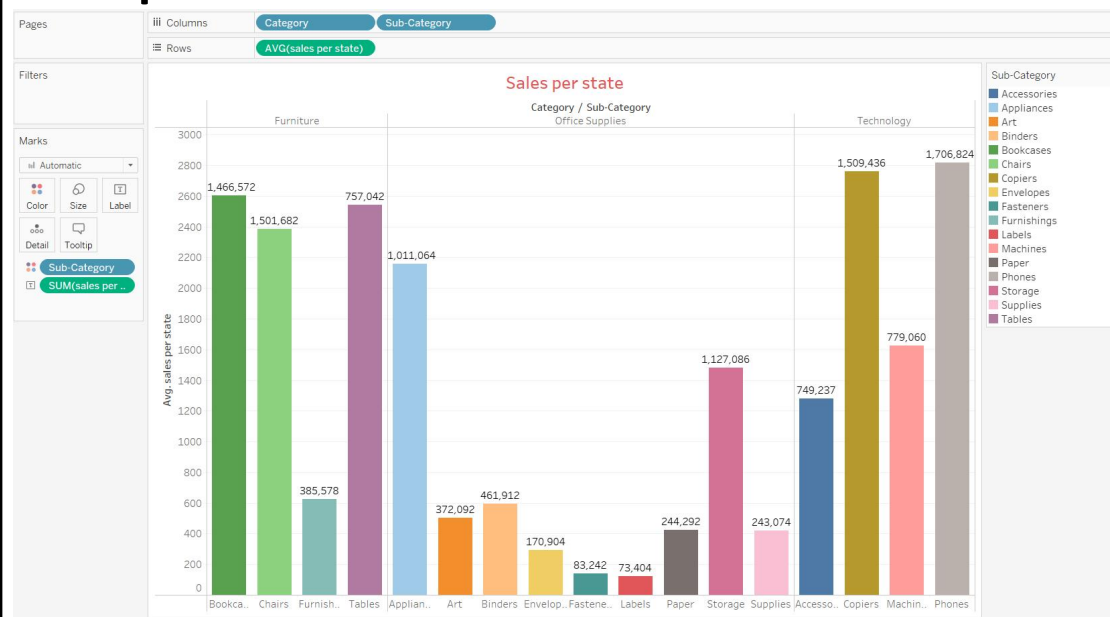 Pages
Columns Category Sub-Category
Rows AVG(sales per state)
Filters
Marks
Automatic
Color Size Label
Detail Tooltip
Sub-Category
SUM(sales per ..
Sales per state
Category / Sub-Category
Furniture Office Supplies Technology
Avg. sales per state
3000
2800
2600
2400
2200
2000
1800
1600
1400
1200
1000
800
600
400
200
0
1,466,572
1,501,682
385,578
757,042
1,011,064
372,092
461,912
170,904
83,242
73,404
244,292
1,127,086
243,074
749,237
1,509,436
779,060
1,706,824
Bookca.. Chairs Furnish.. Tables Applian.. Art Binders Envelop.. Fastene.. Labels Paper Storage Supplies Accesso.. Copiers Machin.. Phones
Sub-Category
Accessories
Appliances
Art
Binders
Bookcases
Chairs
Copiers
Envelopes
Fasteners
Furnishings
Labels
Machines
Paper
Phones
Storage
Supplies
Tables